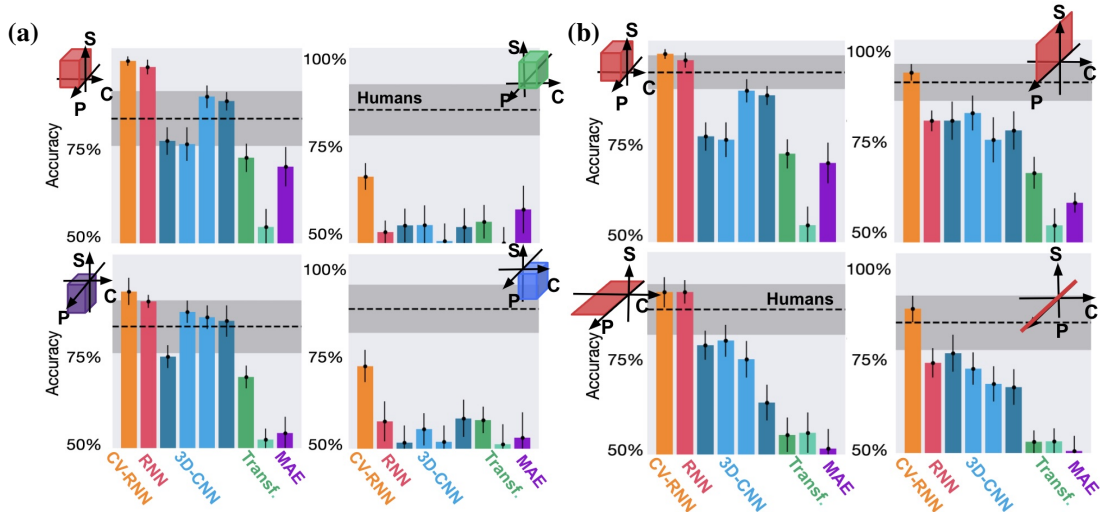 (a)
(b)
S
P
C
Accuracy
75%
50%
100%
Humans
75%
50%
P
C
S
P
C
Accuracy
75%
50%
S
P
C
100%
75%
50%
CV-RNN
RNN
3D-CNN
Transf.
MAE
CV-RNN
RNN
3D-CNN
Transf.
MAE
S
P
C
Accuracy
75%
50%
100%
75%
50%
S
P
C
S
P
Humans
Accuracy
75%
50%
100%
75%
50%
S
P
C
CV-RNN
RNN
3D-CNN
Transf.
MAE
CV-RNN
RNN
3D-CNN
Transf.
MAE